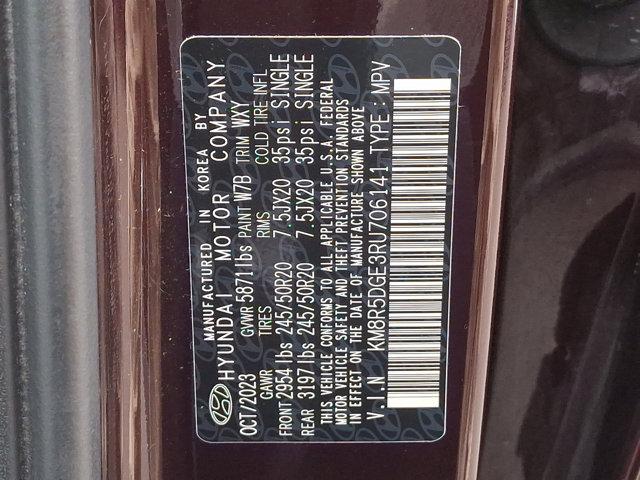 MANUFACTURED IN KOREA BY
HYUNDAI MOTOR COMPANY
OCT/2023 GVWR 5871 lbs PAINT W7B TRIM WXY
GAWR TIRES RIMS COLD TIRE INFL
FRONT 2954 lbs 245/50R20 7.5JX20 35psi SINGLE
REAR 3197 lbs 245/50R20 7.5JX20 35psi SINGLE
THIS VEHICLE CONFORMS TO ALL APPLICABLE U.S.A. FEDERAL
MOTOR VEHICLE SAFETY AND THEFT PREVENTION STANDARDS
IN EFFECT ON THE DATE OF MANUFACTURE SHOWN ABOVE
V.I.N : KM8R5DGE3RU706141 TYPE : MPV